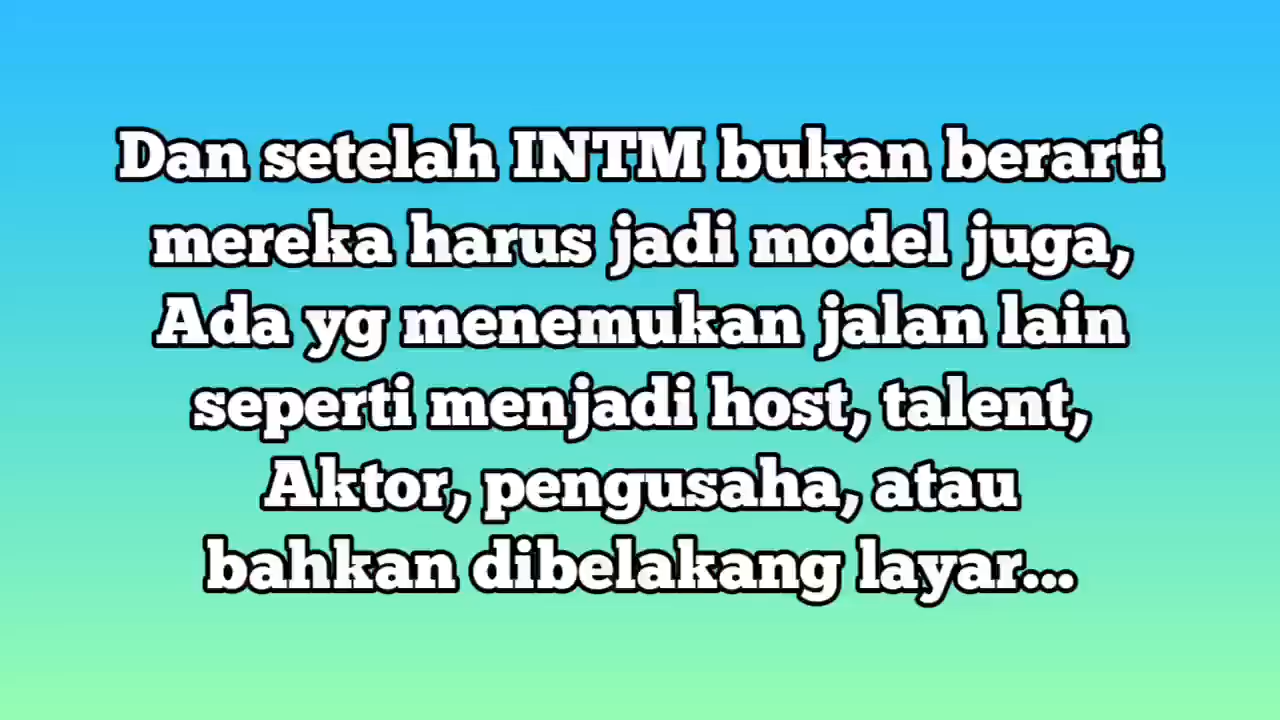 Dan setelah INTM bukan berarti
mereka harus jadi model juga,
Ada yg menemukan jalan lain
seperti menjadi host, talent,
Aktor, pengusaha, atau
bahkan dibelakang layar...